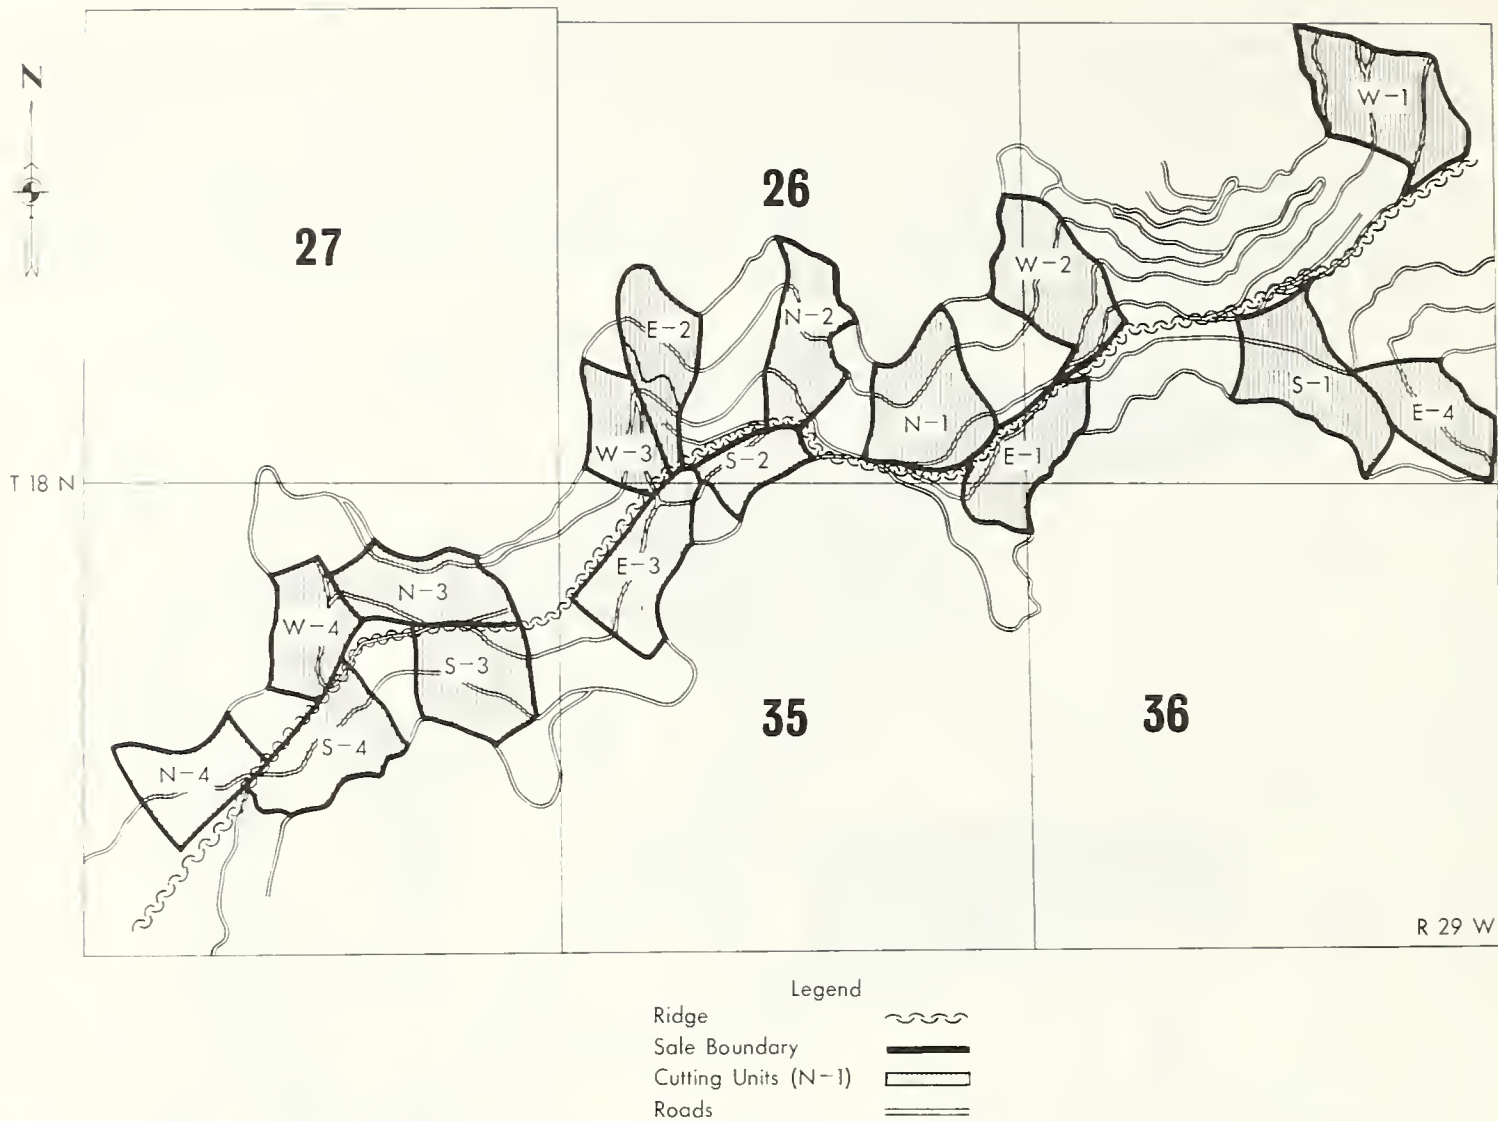 N
W-1
26
27
W-2
E-2
N-2
S-1
E-4
N-1
W-3
S-2
E-1
T 18 N
E-3
N-3
W-4
S-3
35
36
S-4
N-4
R 29 W
Legend
Ridge
Sale Boundary
Cutting Units (N-1)
Roads